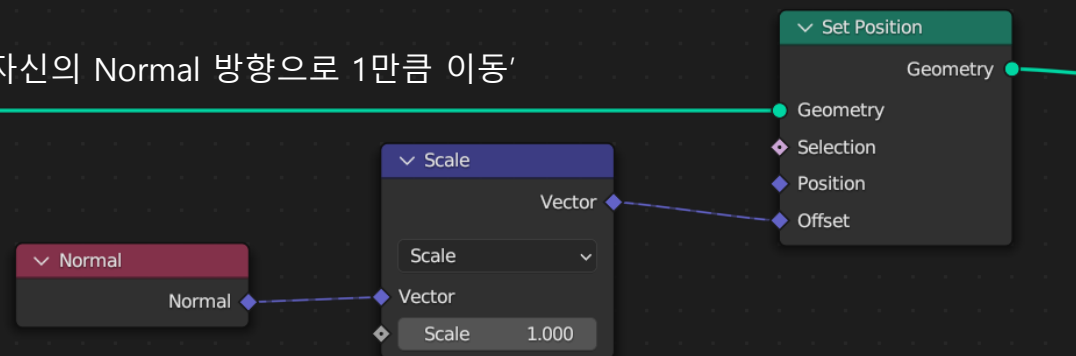 Set Position
자신의 Normal 방향으로 1만큼 이동’
Geometry
Geometry
Selection
Position
Offset
Scale
Vector
Scale
Vector
Scale 1.000
Normal
Normal